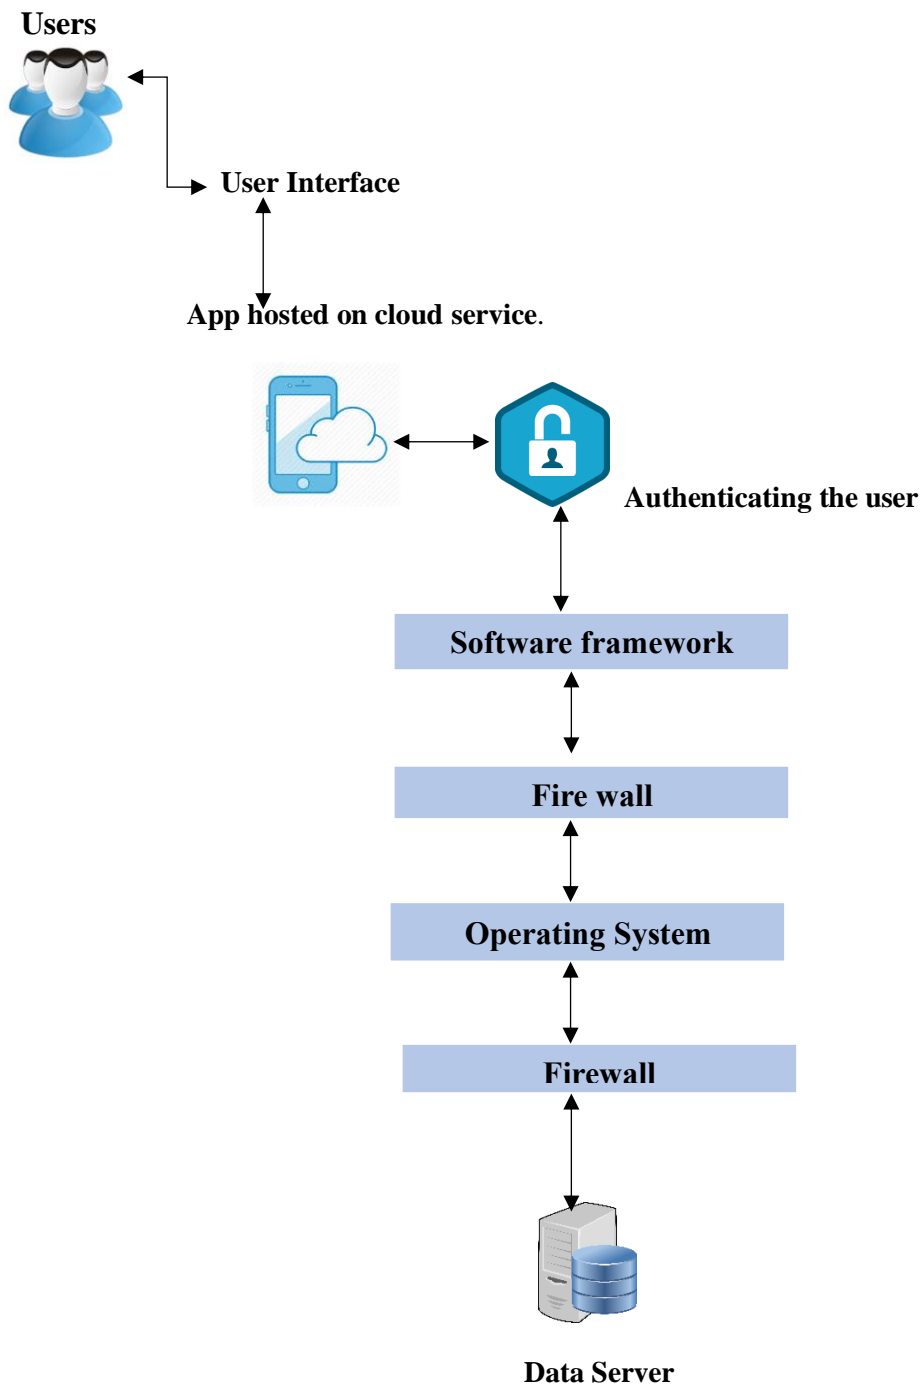 Users
User Interface
App hosted on cloud service.
Authenticating the user
Software framework
Fire wall
Operating System
Firewall
Data Server